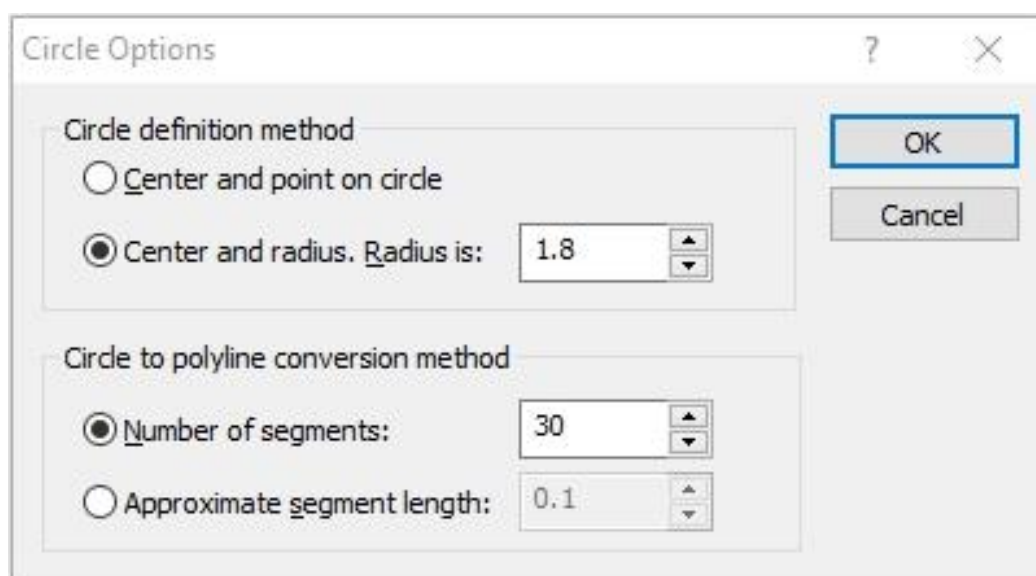 Circle Options
Circle definition method
Center and point on circle
Center and radius. Radius is: 1.8
Circle to polyline conversion method
Number of segments: 30
Approximate segment length: 0.1
?
OK
Cancel